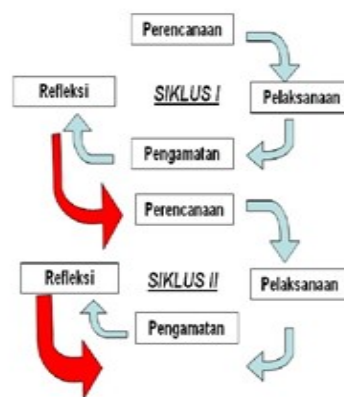 Perencanaan
Refleksi
SIKLUS I
Pelaksanaan
Pengamatan
Perencanaan
Refleksi
SIKLUS II
Pelaksanaan
Pengamatan